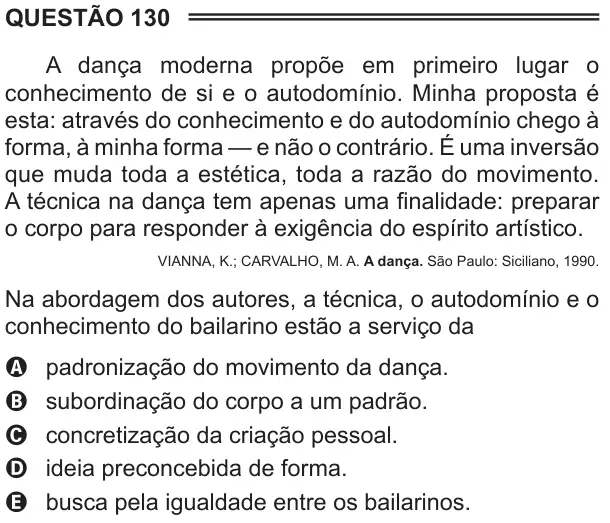 QUESTÃO 130
A dança moderna propõe em primeiro lugar o
conhecimento de si e o autodomínio. Minha proposta é
esta: através do conhecimento e do autodomínio chego à
forma, à minha forma — e não o contrário. É uma inversão
que muda toda a estética, toda a razão do movimento.
A técnica na dança tem apenas uma finalidade: preparar
o corpo para responder à exigência do espírito artístico.
VIANNA, K.; CARVALHO, M. A. A dança. São Paulo: Siciliano, 1990.
Na abordagem dos autores, a técnica, o autodomínio e o
conhecimento do bailarino estão a serviço da
A padronização do movimento da dança.
B subordinação do corpo a um padrão.
C concretização da criação pessoal.
D ideia preconcebida de forma.
E busca pela igualdade entre os bailarinos.